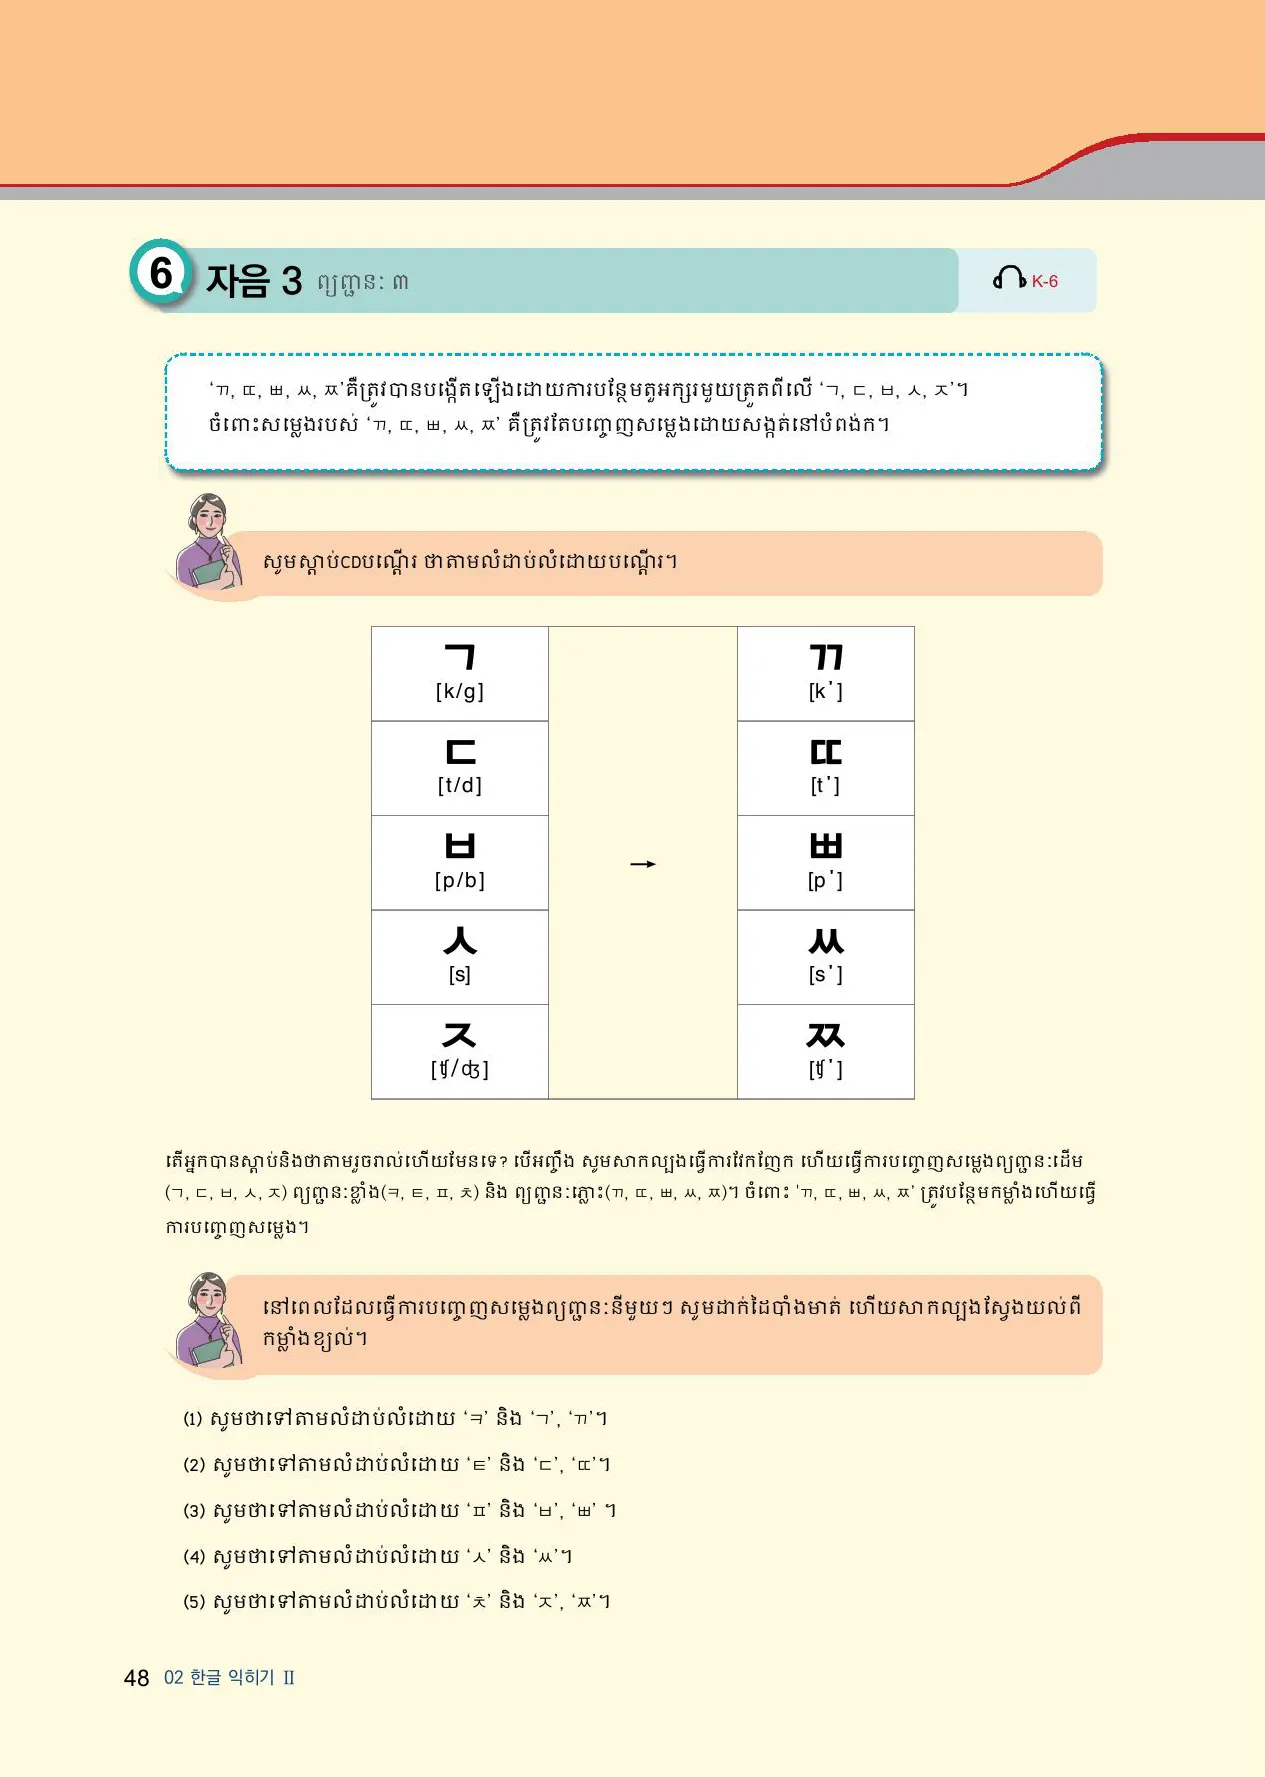 6 자음 3 ព្យញ្ជនៈ ៣
K-6
‘ㄲ, ㄸ, ㅃ, ㅆ, ㅉ’គឺត្រូវបានបង្កើតឡើងដោយការបន្ថែមតួអក្សរមួយត្រួតពីលើ ‘ㄱ, ㄷ, ㅂ, ㅅ, ㅈ’។
ចំពោះសម្លេងរបស់ ‘ㄲ, ㄸ, ㅃ, ㅆ, ㅉ’ គឺត្រូវតែបញ្ចេញសម្លេងដោយសង្កត់នៅបំពង់ក។
សូមស្តាប់CDបណ្តើរ ថាតាមលំដាប់លំដោយបណ្តើរ។
ㄱ ㄲ
[k/g] [k']
ㄷ ㄸ
[t/d] [t']
ㅂ → ㅃ
[p/b] [p']
ㅅ ㅆ
[s] [s']
ㅈ ㅉ
[ʧ/ʤ] [ʧ']
តើអ្នកបានស្តាប់និងថាតាមរួចរាល់ហើយមែនទេ? បើអញ្ចឹង សូមសាកល្បងធ្វើការវែកញែក ហើយធ្វើការបញ្ចេញសម្លេងព្យញ្ជនៈដើម
(ㄱ, ㄷ, ㅂ, ㅅ, ㅈ) ព្យញ្ជនៈខ្លាំង(ㅋ, ㅌ, ㅍ, ㅊ) និង ព្យញ្ជនៈភ្លោះ(ㄲ, ㄸ, ㅃ, ㅆ, ㅉ)។ ចំពោះ 'ㄲ, ㄸ, ㅃ, ㅆ, ㅉ’ ត្រូវបន្ថែមកម្លាំងហើយធ្វើ
ការបញ្ចេញសម្លេង។
នៅពេលដែលធ្វើការបញ្ចេញសម្លេងព្យញ្ជនៈនីមួយៗ សូមដាក់ដៃបាំងមាត់ ហើយសាកល្បងស្វែងយល់ពី
កម្លាំងខ្យល់។
(1) សូមថាទៅតាមលំដាប់លំដោយ ‘ㅋ’ និង ‘ㄱ’, ‘ㄲ’។
(2) សូមថាទៅតាមលំដាប់លំដោយ ‘ㅌ’ និង ‘ㄷ’, ‘ㄸ’។
(3) សូមថាទៅតាមលំដាប់លំដោយ ‘ㅍ’ និង ‘ㅂ’, ‘ㅃ’ ។
(4) សូមថាទៅតាមលំដាប់លំដោយ ‘ㅅ’ និង ‘ㅆ’។
(5) សូមថាទៅតាមលំដាប់លំដោយ ‘ㅊ’ និង ‘ㅈ’, ‘ㅉ’។
48 02 한글 익히기 Ⅱ